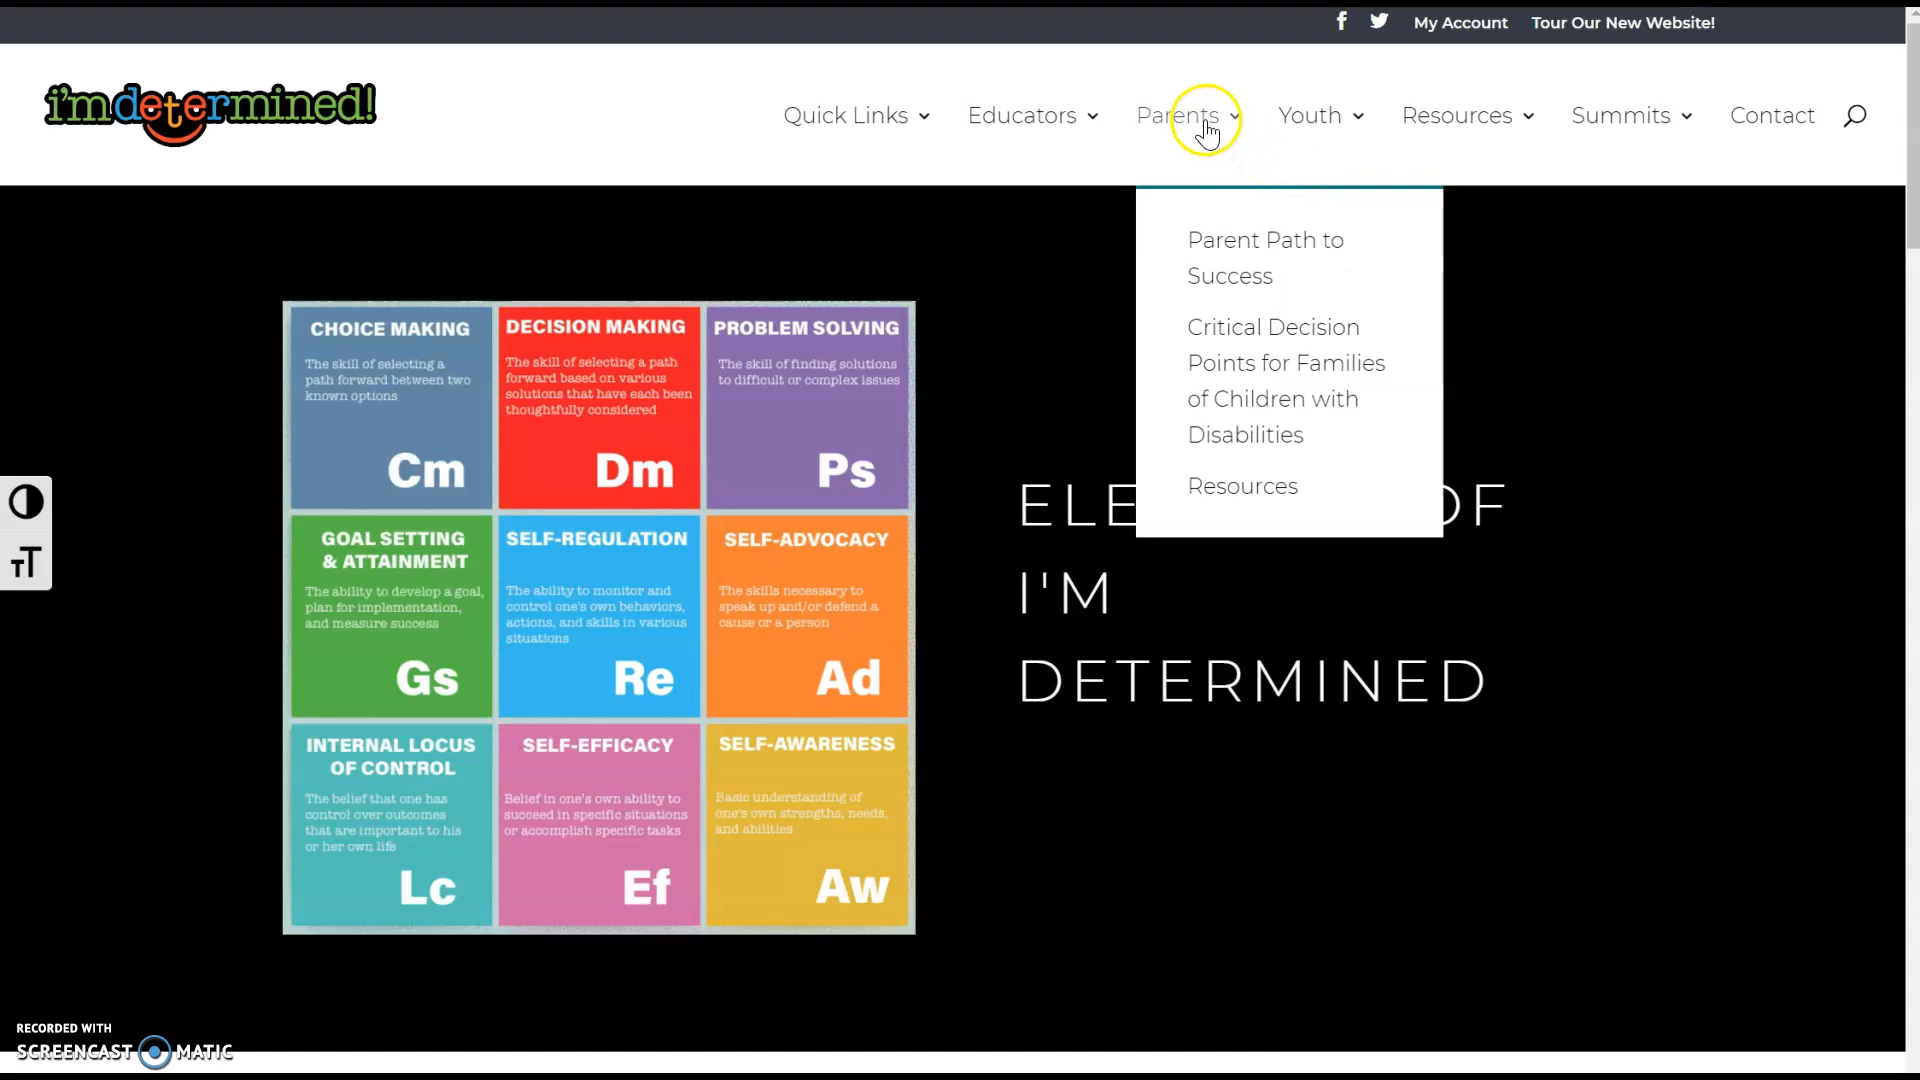 My Account Tour Our New Website!
i'm determined!
Quick Links Educators Parents Youth Resources Summits Contact
Parent Path to
Success
Critical Decision
Points for Families
of Children with
Disabilities
Resources
CHOICE MAKING
The skill of selecting a
path forward between two
known options
Cm
DECISION MAKING
The skill of selecting a path
forward based on various
solutions that have each been
thoughtfully considered
Dm
PROBLEM SOLVING
The skill of finding solutions
to difficult or complex issues
Ps
GOAL SETTING
& ATTAINMENT
The ability to develop a goal,
plan for implementation,
and measure success
Gs
SELF-REGULATION
The ability to monitor and
control one's own behaviors,
actions, and skills in various
situations
Re
SELF-ADVOCACY
The skills necessary to
speak up and/or defend a
cause or a person
Ad
INTERNAL LOCUS
OF CONTROL
The belief that one has
control over outcomes
that are important to his
or her own life
Lc
SELF-EFFICACY
Belief in one's own ability to
succeed in specific situations
or accomplish specific tasks
Ef
SELF-AWARENESS
Basic understanding of
one's own strengths, needs,
and abilities
Aw
ELE OF
I'M
DETERMINED
TT
RECORDED WITH
SCREENCAST MATIC